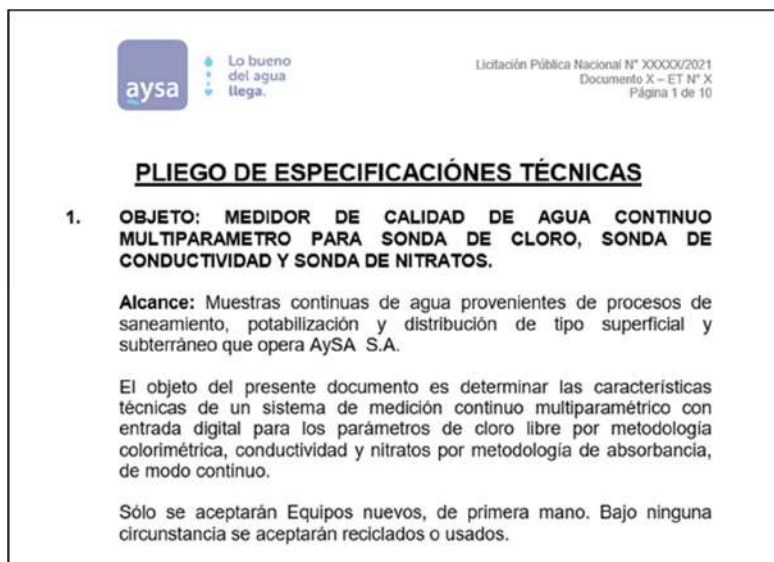 aysa
Lo bueno
del agua
llega.
Licitación Pública Nacional N° XXXXX/2021
Documento X – ET N° X
Página 1 de 10
PLIEGO DE ESPECIFICACIÓNES TÉCNICAS
1. OBJETO: MEDIDOR DE CALIDAD DE AGUA CONTINUO
MULTIPARAMETRO PARA SONDA DE CLORO, SONDA DE
CONDUCTIVIDAD Y SONDA DE NITRATOS.
Alcance: Muestras continuas de agua provenientes de procesos de
saneamiento, potabilización y distribución de tipo superficial y
subterráneo que opera AySA S.A.
El objeto del presente documento es determinar las características
técnicas de un sistema de medición continuo multiparamétrico con
entrada digital para los parámetros de cloro libre por metodología
colorimétrica, conductividad y nitratos por metodología de absorbancia,
de modo continuo.
Sólo se aceptarán Equipos nuevos, de primera mano. Bajo ninguna
circunstancia se aceptarán reciclados o usados.